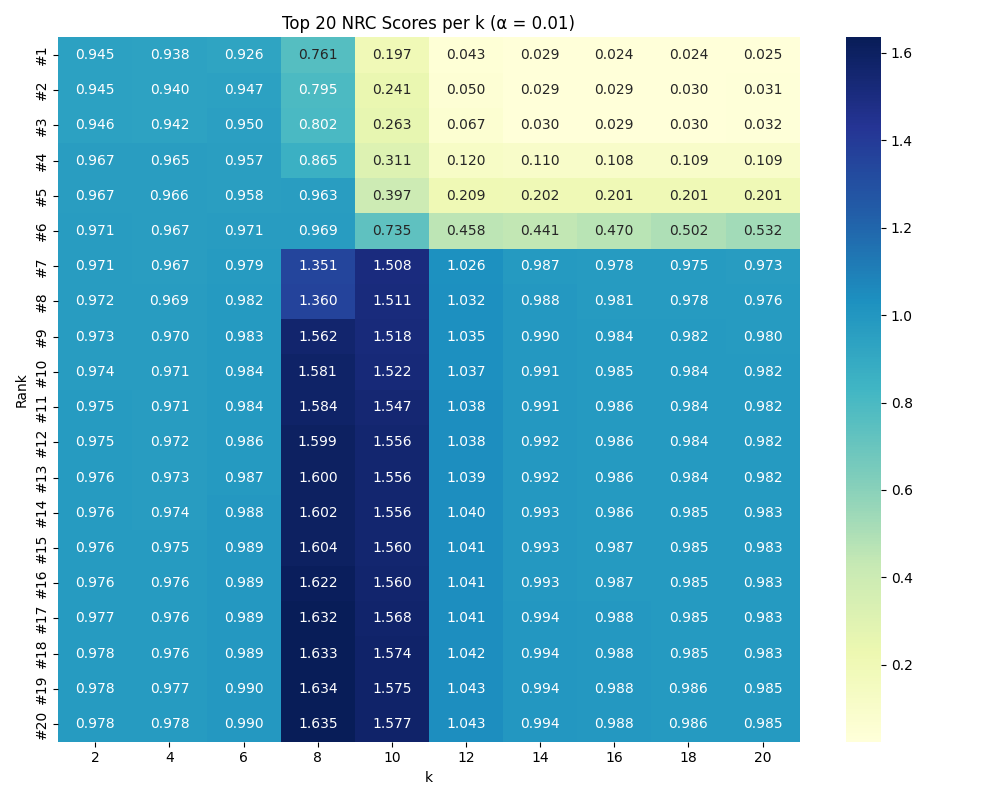 Top 20 NRC Scores per k (α = 0.01)
Rank
#1 0.945 0.938 0.926 0.761 0.197 0.043 0.029 0.024 0.024 0.025
#2 0.945 0.940 0.947 0.795 0.241 0.050 0.029 0.029 0.030 0.031
#3 0.946 0.942 0.950 0.802 0.263 0.067 0.030 0.029 0.030 0.032
#4 0.967 0.965 0.957 0.865 0.311 0.120 0.110 0.108 0.109 0.109
#5 0.967 0.966 0.958 0.963 0.397 0.209 0.202 0.201 0.201 0.201
#6 0.971 0.967 0.971 0.969 0.735 0.458 0.441 0.470 0.502 0.532
#7 0.971 0.967 0.979 1.351 1.508 1.026 0.987 0.978 0.975 0.973
#8 0.972 0.969 0.982 1.360 1.511 1.032 0.988 0.981 0.978 0.976
#9 0.973 0.970 0.983 1.562 1.518 1.035 0.990 0.984 0.982 0.980
#10 0.974 0.971 0.984 1.581 1.522 1.037 0.991 0.985 0.984 0.982
#11 0.975 0.971 0.984 1.584 1.547 1.038 0.991 0.986 0.984 0.982
#12 0.975 0.972 0.986 1.599 1.556 1.038 0.992 0.986 0.984 0.982
#13 0.976 0.973 0.987 1.600 1.556 1.039 0.992 0.986 0.984 0.982
#14 0.976 0.974 0.988 1.602 1.556 1.040 0.993 0.986 0.985 0.983
#15 0.976 0.975 0.989 1.604 1.560 1.041 0.993 0.987 0.985 0.983
#16 0.976 0.976 0.989 1.622 1.560 1.041 0.993 0.987 0.985 0.983
#17 0.977 0.976 0.989 1.632 1.568 1.041 0.994 0.988 0.985 0.983
#18 0.978 0.976 0.989 1.633 1.574 1.042 0.994 0.988 0.985 0.983
#19 0.978 0.977 0.990 1.634 1.575 1.043 0.994 0.988 0.986 0.985
#20 0.978 0.978 0.990 1.635 1.577 1.043 0.994 0.988 0.986 0.985
2 4 6 8 10 12 14 16 18 20
k
1.6
1.4
1.2
1.0
0.8
0.6
0.4
0.2